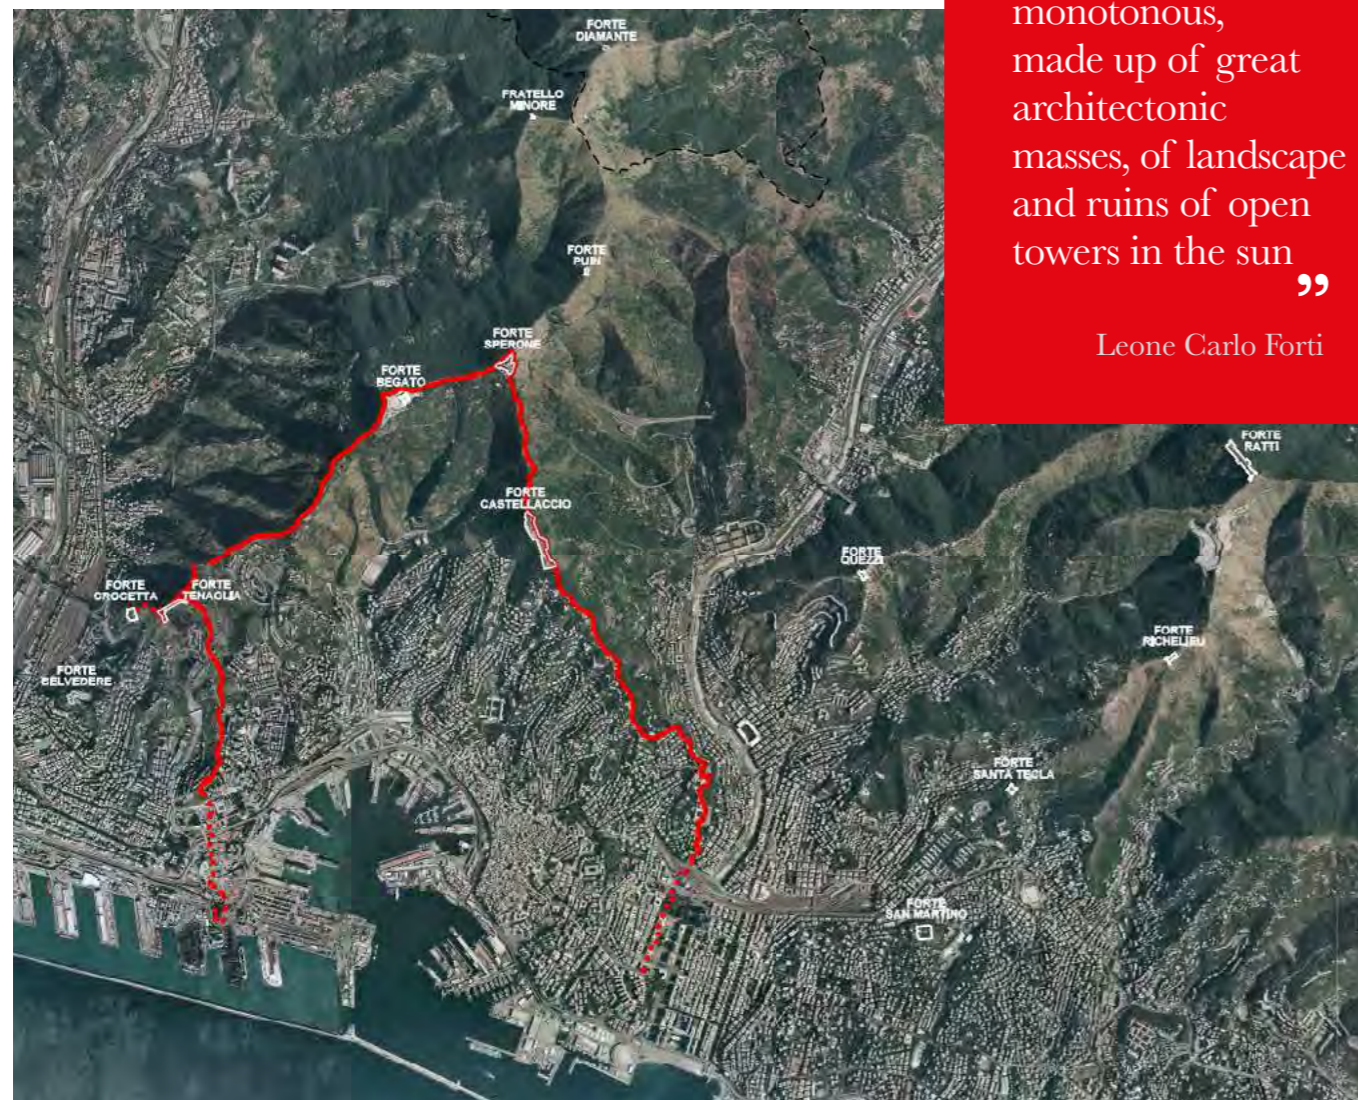 monotonous,
made up of great
architectonic
masses, of landscape
and ruins of open
towers in the sun
”
Leone Carlo Forti
FORTE
DIAMANTE
FRATELLO
MINORE
FORTE
PUIN
FORTE
SPERONE
FORTE
BEGATO
FORTE
RATTI
FORTE
CASTELLACCIO
FORTE
QUEZZI
FORTE
CROCETTA
FORTE
TENAGLIA
FORTE
RICHELIEU
FORTE
BELVEDERE
FORTE
SANTA TECLA
FORTE
SAN MARTINO